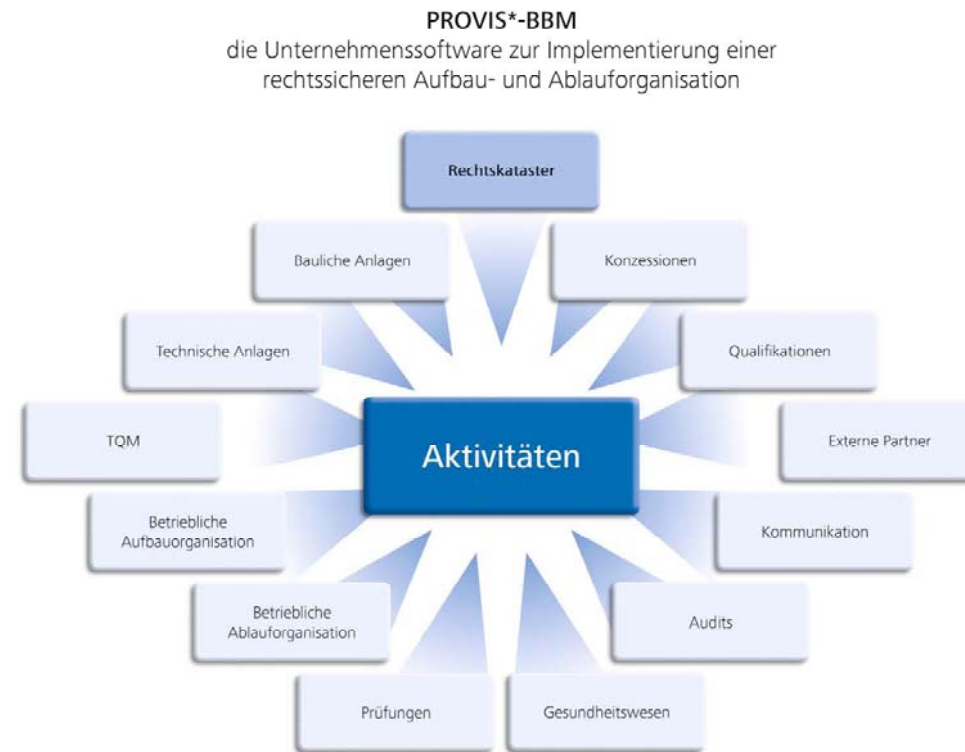 PROVIS*-BBM
die Unternehmenssoftware zur Implementierung einer
rechtssicheren Aufbau- und Ablauforganisation
Rechtskataster
Bauliche Anlagen
Konzessionen
Technische Anlagen
Qualifikationen
TQM
Aktivitäten
Externe Partner
Betriebliche
Aufbauorganisation
Kommunikation
Betriebliche
Ablauforganisation
Audits
Prüfungen
Gesundheitswesen